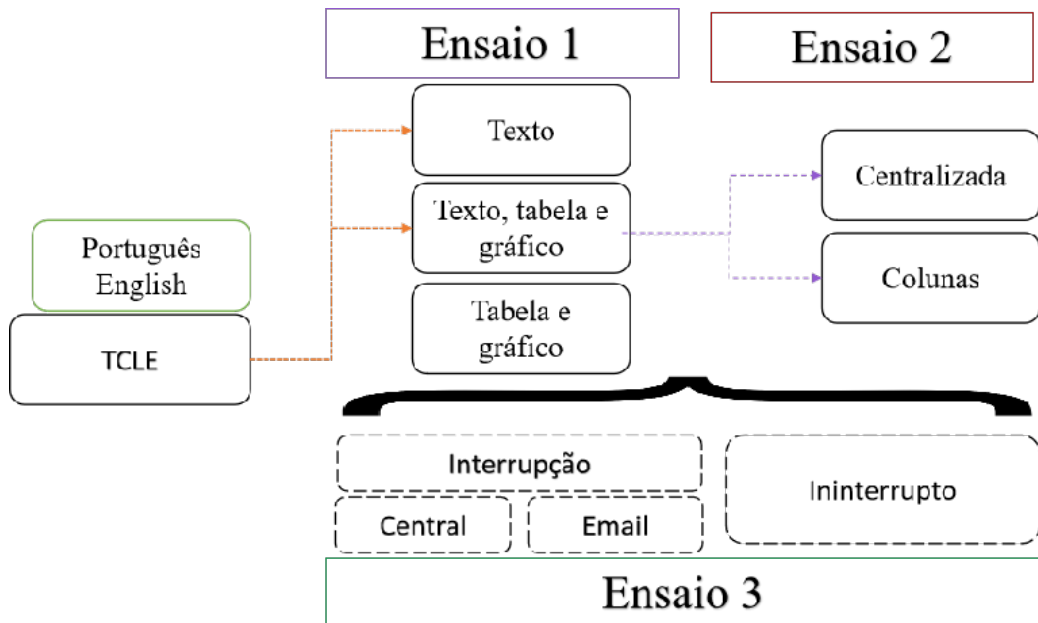 Ensaio 1
Ensaio 2
Texto
Texto, tabela e
gráfico
Tabela e
gráfico
Centralizada
Colunas
Português
English
TCLE
Interrupção
Central
Email
Ininterrupto
Ensaio 3